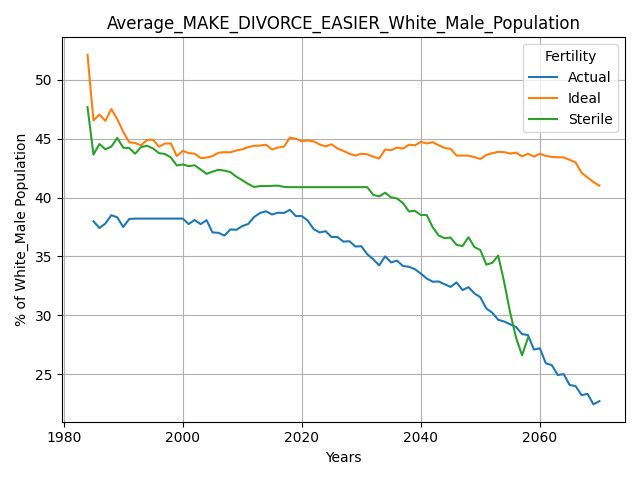 Average_MAKE_DIVORCE_EASIER_White_Male_Population
Fertility
Actual
Ideal
Sterile
% of White_Male Population
50
45
40
35
30
25
1980
2000
2020
2040
2060
Years